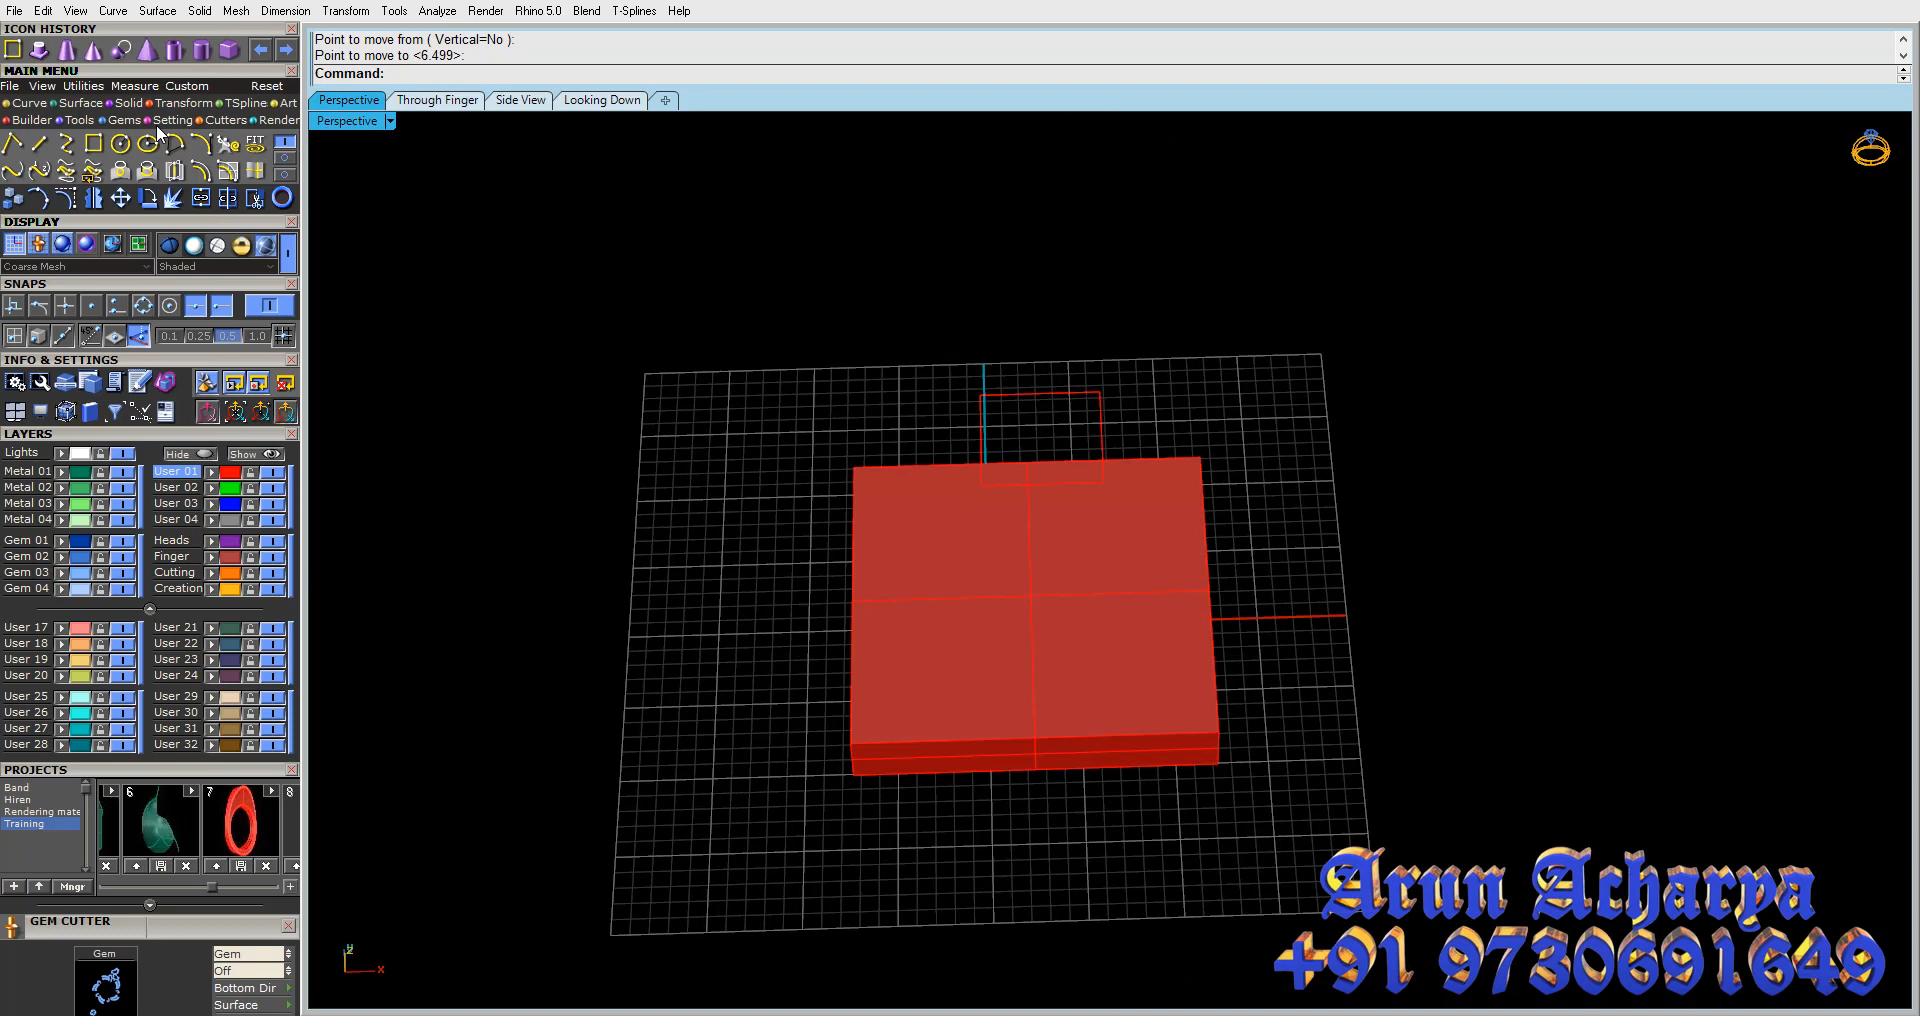 File Edit View Curve Surface Solid Mesh Dimension Transform Tools Analyze Render Rhino 5.0 Blend T-Splines Help
ICON HISTORY
MAIN MENU
File View Utilities Measure Custom Reset
Curve Surface Solid Transform TSpline Art
Builder Tools Gems Setting Cutters Render
FIT
DISPLAY
Coarse Mesh Shaded
SNAPS
45°
0.1 0.25 0.5 1.0
INFO & SETTINGS
LAYERS
Lights Hide Show
Metal 01 User 01
Metal 02 User 02
Metal 03 User 03
Metal 04 User 04
Gem 01 Heads
Gem 02 Finger
Gem 03 Cutting
Gem 04 Creation
User 17 User 21
User 18 User 22
User 19 User 23
User 20 User 24
User 25 User 29
User 26 User 30
User 27 User 31
User 28 User 32
PROJECTS
Band
Hiren
Rendering mate
Training
6 7 8
Mngr
GEM CUTTER
Gem
Gem
Off
Bottom Dir
Surface
Point to move from ( Vertical=No ):
Point to move to <6.499>:
Command:
Perspective Through Finger Side View Looking Down
Perspective
x
Arun Acharya
+91 9730691649